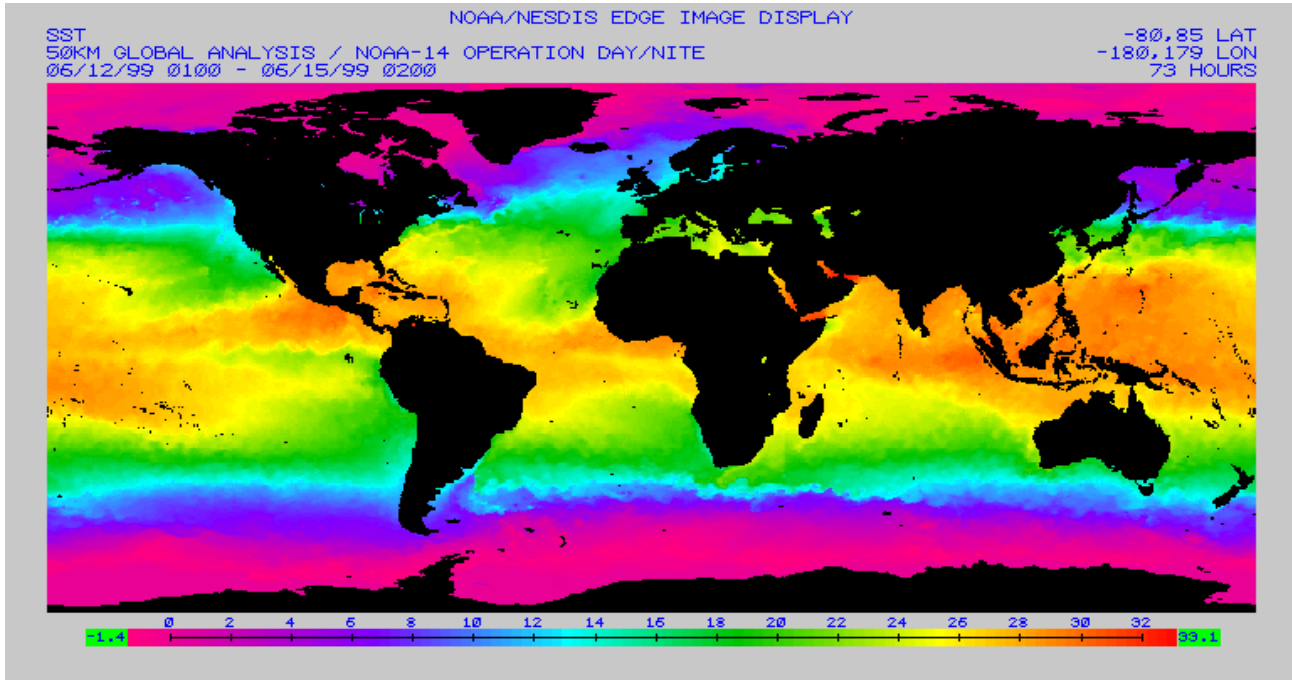 NOAA/NESDIS EDGE IMAGE DISPLAY
SST
-80,85 LAT
50KM GLOBAL ANALYSIS / NOAA-14 OPERATION DAY/NITE
-180,179 LON
06/12/99 0100 - 06/15/99 0200
73 HOURS
0 2 4 6 8 10 12 14 16 18 20 22 24 26 28 30 32
-1.4 33.1